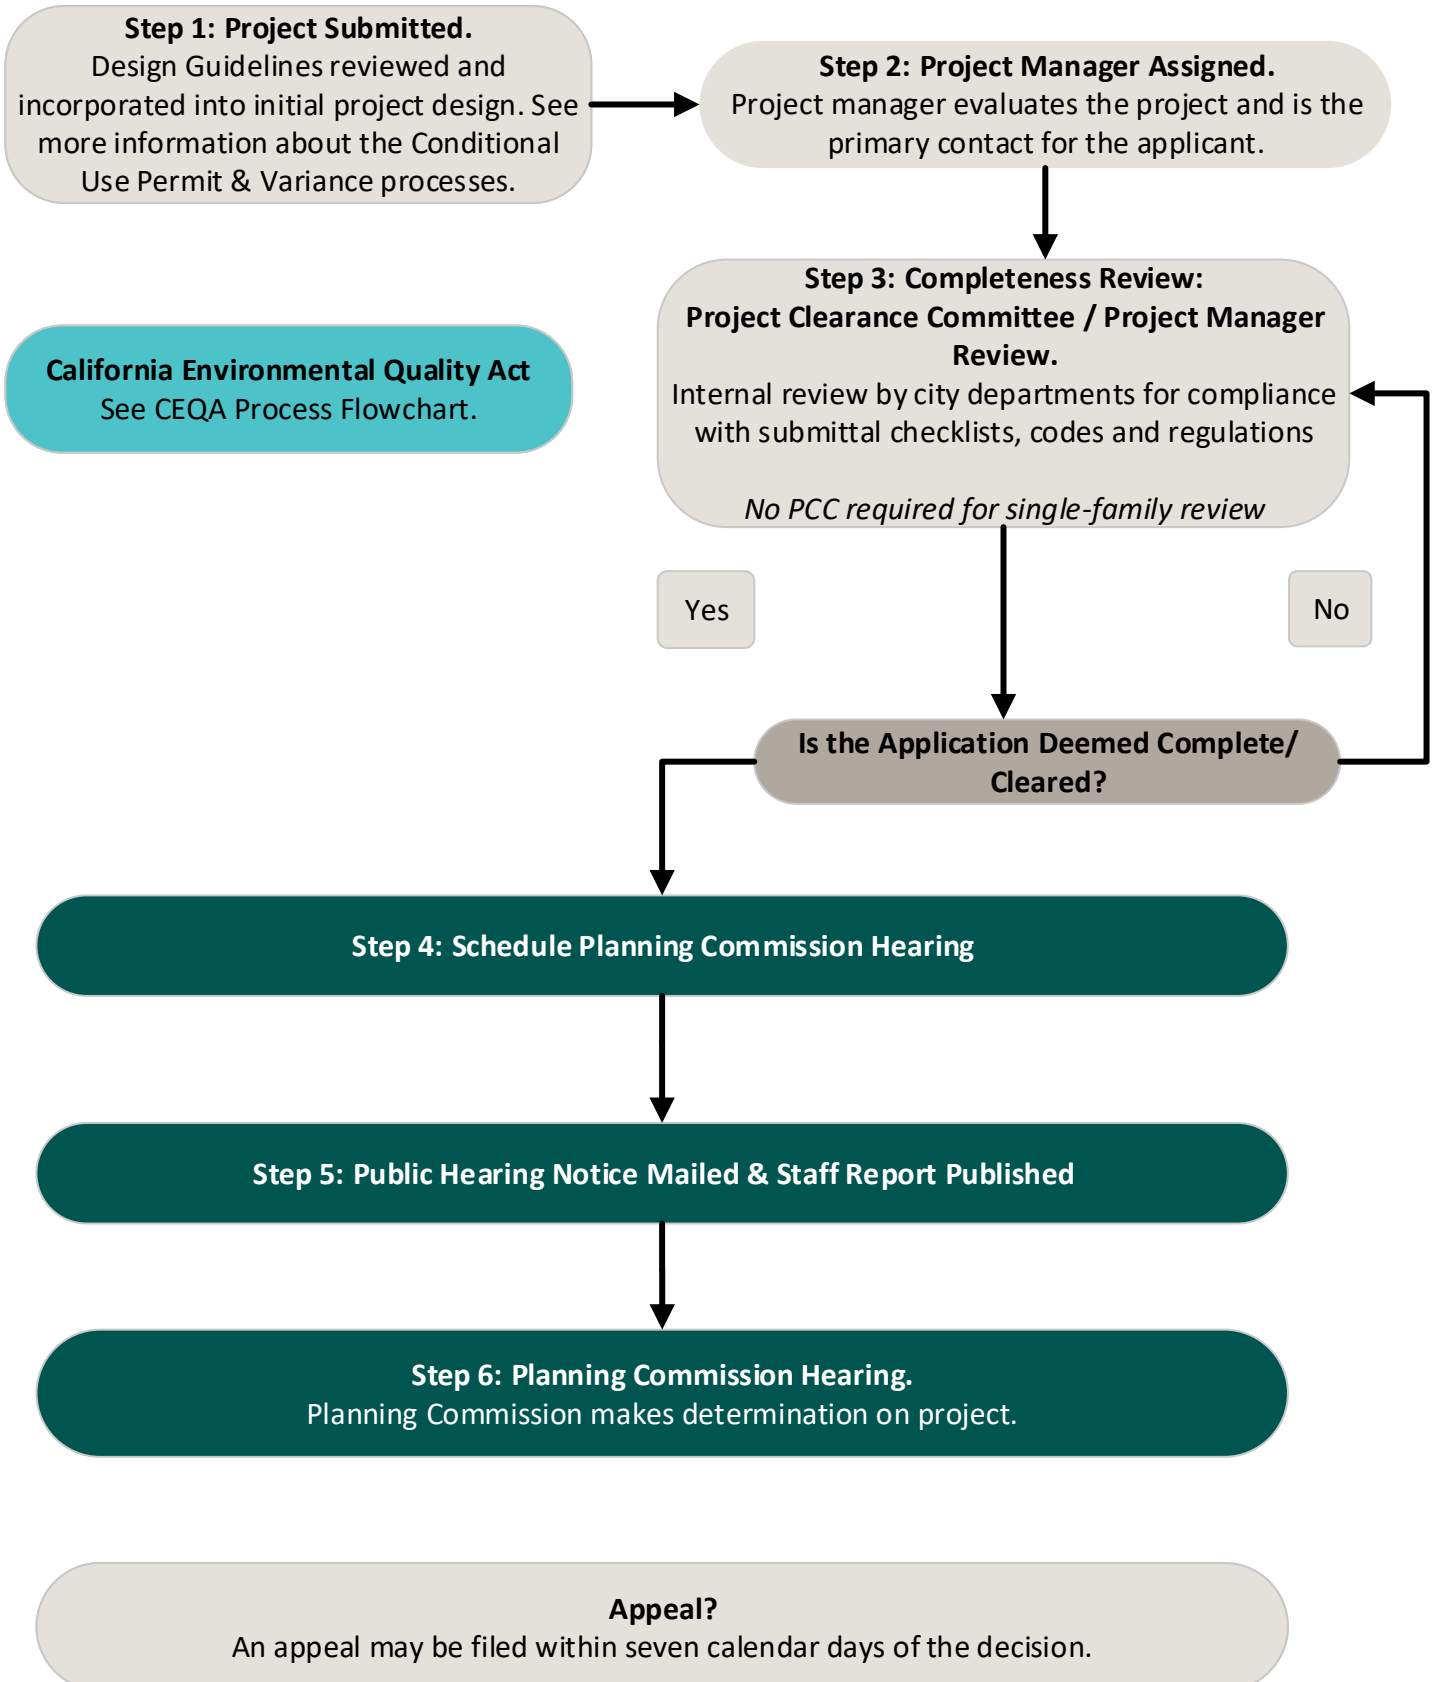 Step 1: Project Submitted.
Design Guidelines reviewed and
incorporated into initial project design. See
more information about the Conditional
Use Permit & Variance processes.
Step 2: Project Manager Assigned.
Project manager evaluates the project and is the
primary contact for the applicant.
Step 3: Completeness Review:
Project Clearance Committee / Project Manager
Review.
Internal review by city departments for compliance
with submittal checklists, codes and regulations
No PCC required for single-family review
California Environmental Quality Act
See CEQA Process Flowchart.
Yes
No
Is the Application Deemed Complete/
Cleared?
Step 4: Schedule Planning Commission Hearing
Step 5: Public Hearing Notice Mailed & Staff Report Published
Step 6: Planning Commission Hearing.
Planning Commission makes determination on project.
Appeal?
An appeal may be filed within seven calendar days of the decision.